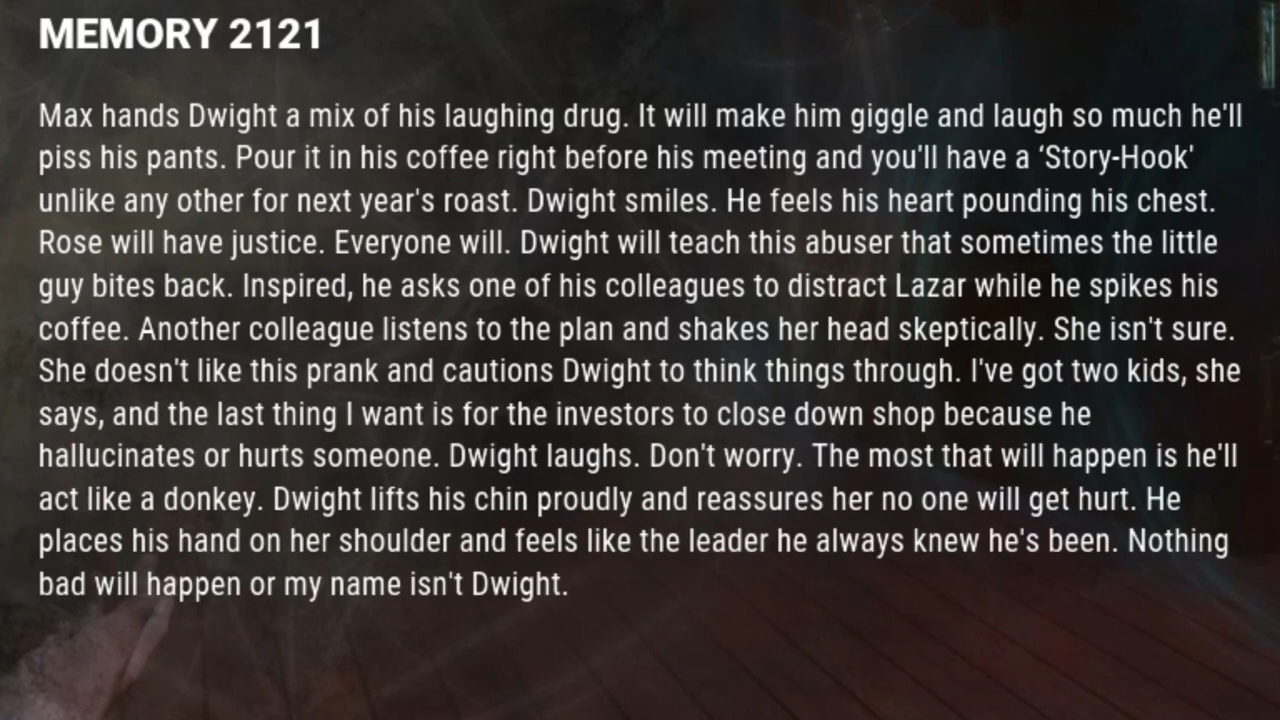 MEMORY 2121
Max hands Dwight a mix of his laughing drug. It will make him giggle and laugh so much he'll
piss his pants. Pour it in his coffee right before his meeting and you'll have a ‘Story-Hook'
unlike any other for next year's roast. Dwight smiles. He feels his heart pounding his chest.
Rose will have justice. Everyone will. Dwight will teach this abuser that sometimes the little
guy bites back. Inspired, he asks one of his colleagues to distract Lazar while he spikes his
coffee. Another colleague listens to the plan and shakes her head skeptically. She isn't sure.
She doesn't like this prank and cautions Dwight to think things through. I've got two kids, she
says, and the last thing I want is for the investors to close down shop because he
hallucinates or hurts someone. Dwight laughs. Don't worry. The most that will happen is he'll
act like a donkey. Dwight lifts his chin proudly and reassures her no one will get hurt. He
places his hand on her shoulder and feels like the leader he always knew he's been. Nothing
bad will happen or my name isn't Dwight.